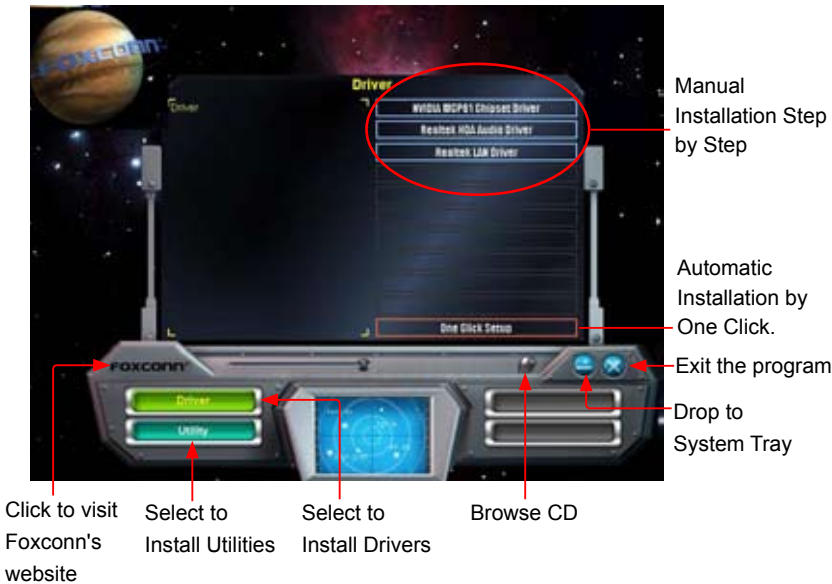 FOXCONN
Driver
Driver
NVIDIA MCP61 Chipset Driver
Realtek HDA Audio Driver
Realtek LAN Driver
Manual
Installation Step
by Step
One Click Setup
Automatic
Installation by
One Click.
FOXCONN
Exit the program
Driver
Utility
Drop to
System Tray
Click to visit
Foxconn's
website
Select to
Install Utilities
Select to
Install Drivers
Browse CD